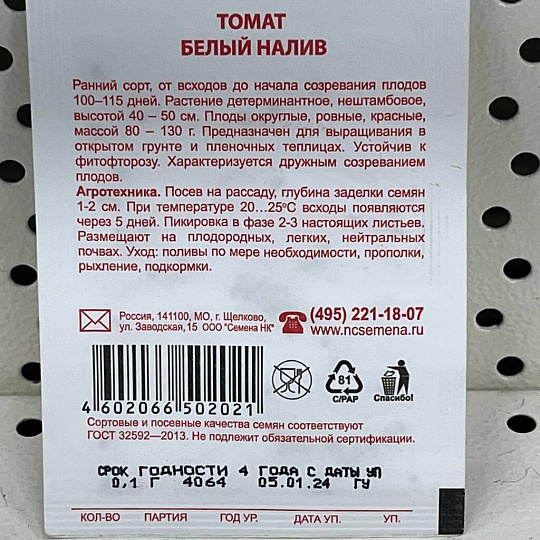 ТОМАТ
БЕЛЫЙ НАЛИВ
Ранний сорт, от всходов до начала созревания плодов
100–115 дней. Растение детерминантное, нештамбовое,
высотой 40 – 50 см. Плоды округлые, ровные, красные,
массой 80 – 130 г. Предназначен для выращивания в
открытом грунте и пленочных теплицах. Устойчив к
фитофторозу. Характеризуется дружным созреванием
плодов.
Агротехника. Посев на рассаду, глубина заделки семян
1-2 см. При температуре 20...25ºС всходы появляются
через 5 дней. Пикировка в фазе 2-3 настоящих листьев.
Размещают на плодородных, легких, нейтральных
почвах. Уход: поливы по мере необходимости, прополки,
рыхление, подкормки.
Россия, 141100, МО, г. Щелково,
ул. Заводская, 15 ООО "Семена НК"
(495) 221-18-07
www.ncsemena.ru
81
C/PAP
Спасибо!
4 602066 502021
Сортовые и посевные качества семян соответствуют
ГОСТ 32592—2013. Не подлежит обязательной сертификации.
СРОК ГОДНОСТИ 4 ГОДА С ДАТЫ УП
0,1 Г 4064 05.01.24 ГУ
КОЛ-ВО ПАРТИЯ ГОД УР. ДАТА УП. УП.